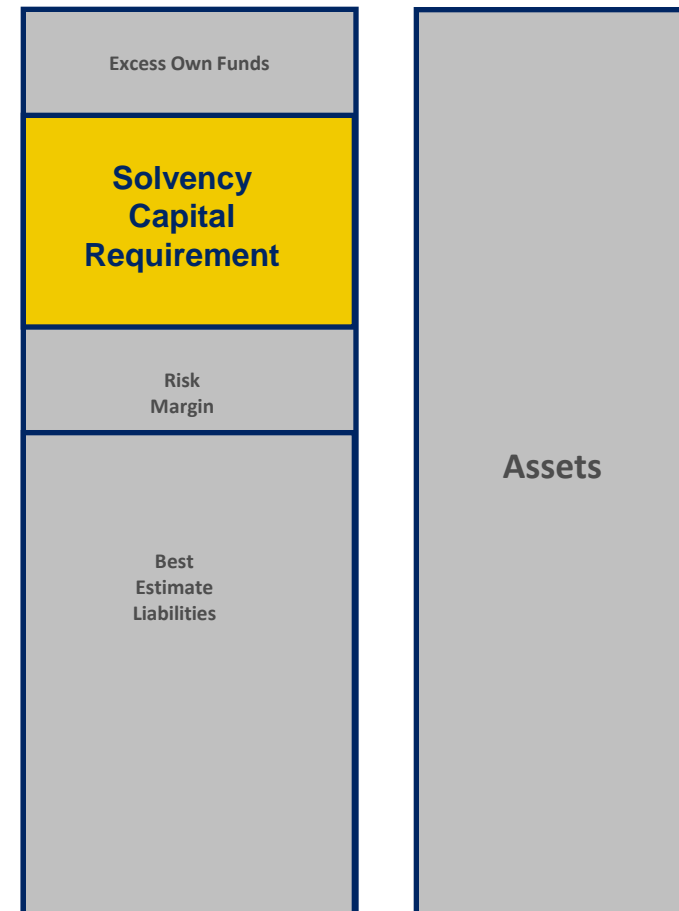 Excess Own Funds
Solvency
Capital
Requirement
Risk
Margin
Best
Estimate
Liabilities
Assets